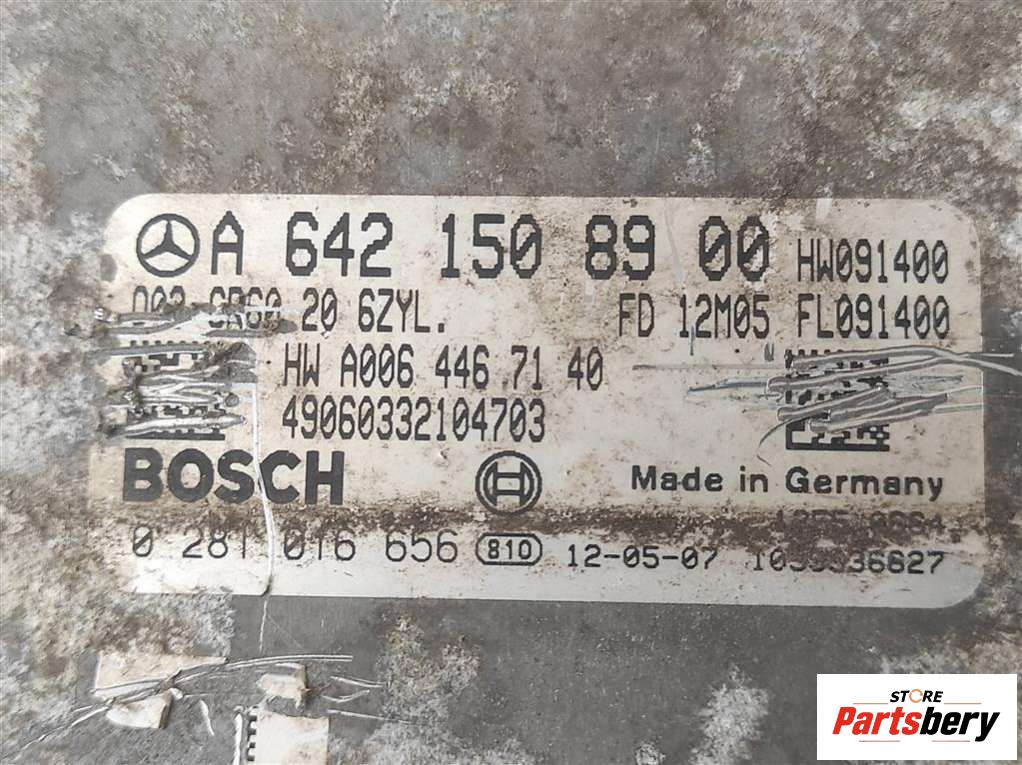 A 642 150 89 00 HW091400
20 6ZYL. FD 12M05 FL091400
HW A006 446 71 40
49060332104703
BOSCH Made in Germany
0 281 016 656 810 12-05-07
STORE
Partsbery